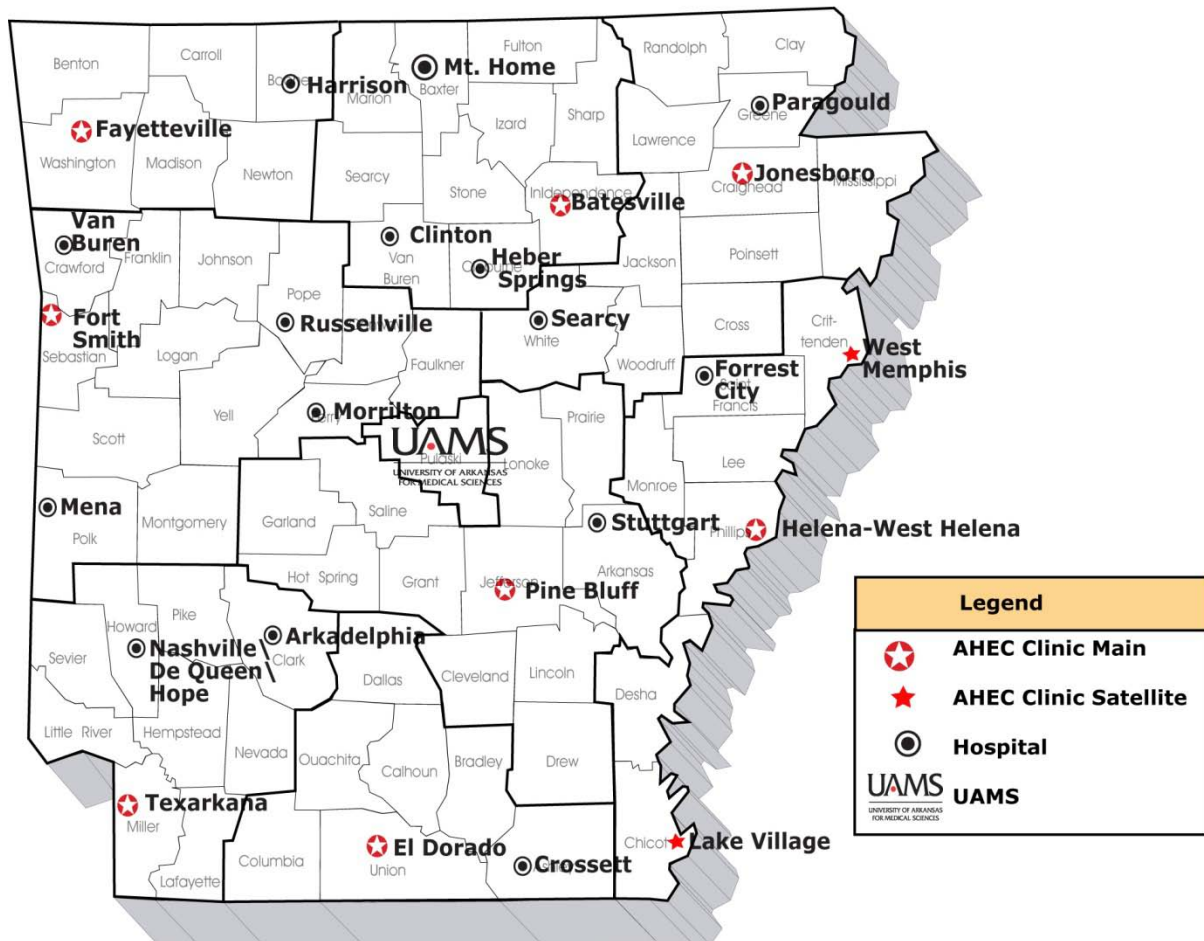 Benton
Carroll
Boone
Harrison
Marion
Mt. Home
Baxter
Fulton
Randolph
Clay
Izard
Sharp
Lawrence
Paragould
Greene
Fayetteville
Washington
Madison
Newton
Searcy
Stone
Inldependence
Batesville
Jonesboro
Craighead
Mississippi
Van
Buren
Crawford
Franklin
Johnson
Pope
Clinton
Van
Buren
Heber
Springs
Jackson
Poinsett
Fort
Smith
Sebastian
Logan
Russellville
Faulkner
Searcy
White
Woodruff
Cross
Crit-
tenden
West
Memphis
Forrest
City
Saint
Francis
Scott
Yell
Morrilton
Perry
UAMS
Pulaski
UNIVERSITY OF ARKANSAS
FOR MEDICAL SCIENCES
Lonoke
Prairie
Monroe
Lee
Mena
Polk
Montgomery
Garland
Saline
Hot Spring
Grant
Jefferson
Pine Bluff
Stuttgart
Arkansas
Phillips
Helena-West Helena
Sevier
Howard
Pike
Nashville\
De Queen\
Hope
Arkadelphia
Clark
Dallas
Cleveland
Lincoln
Desha
Little River
Hempstead
Nevada
Ouachita
Calhoun
Bradley
Drew
Texarkana
Miller
Lafayette
Columbia
El Dorado
Union
Crossett
Ashley
Chicot
Lake Village
Legend
AHEC Clinic Main
AHEC Clinic Satellite
Hospital
UAMS
UNIVERSITY OF ARKANSAS
FOR MEDICAL SCIENCES
UAMS